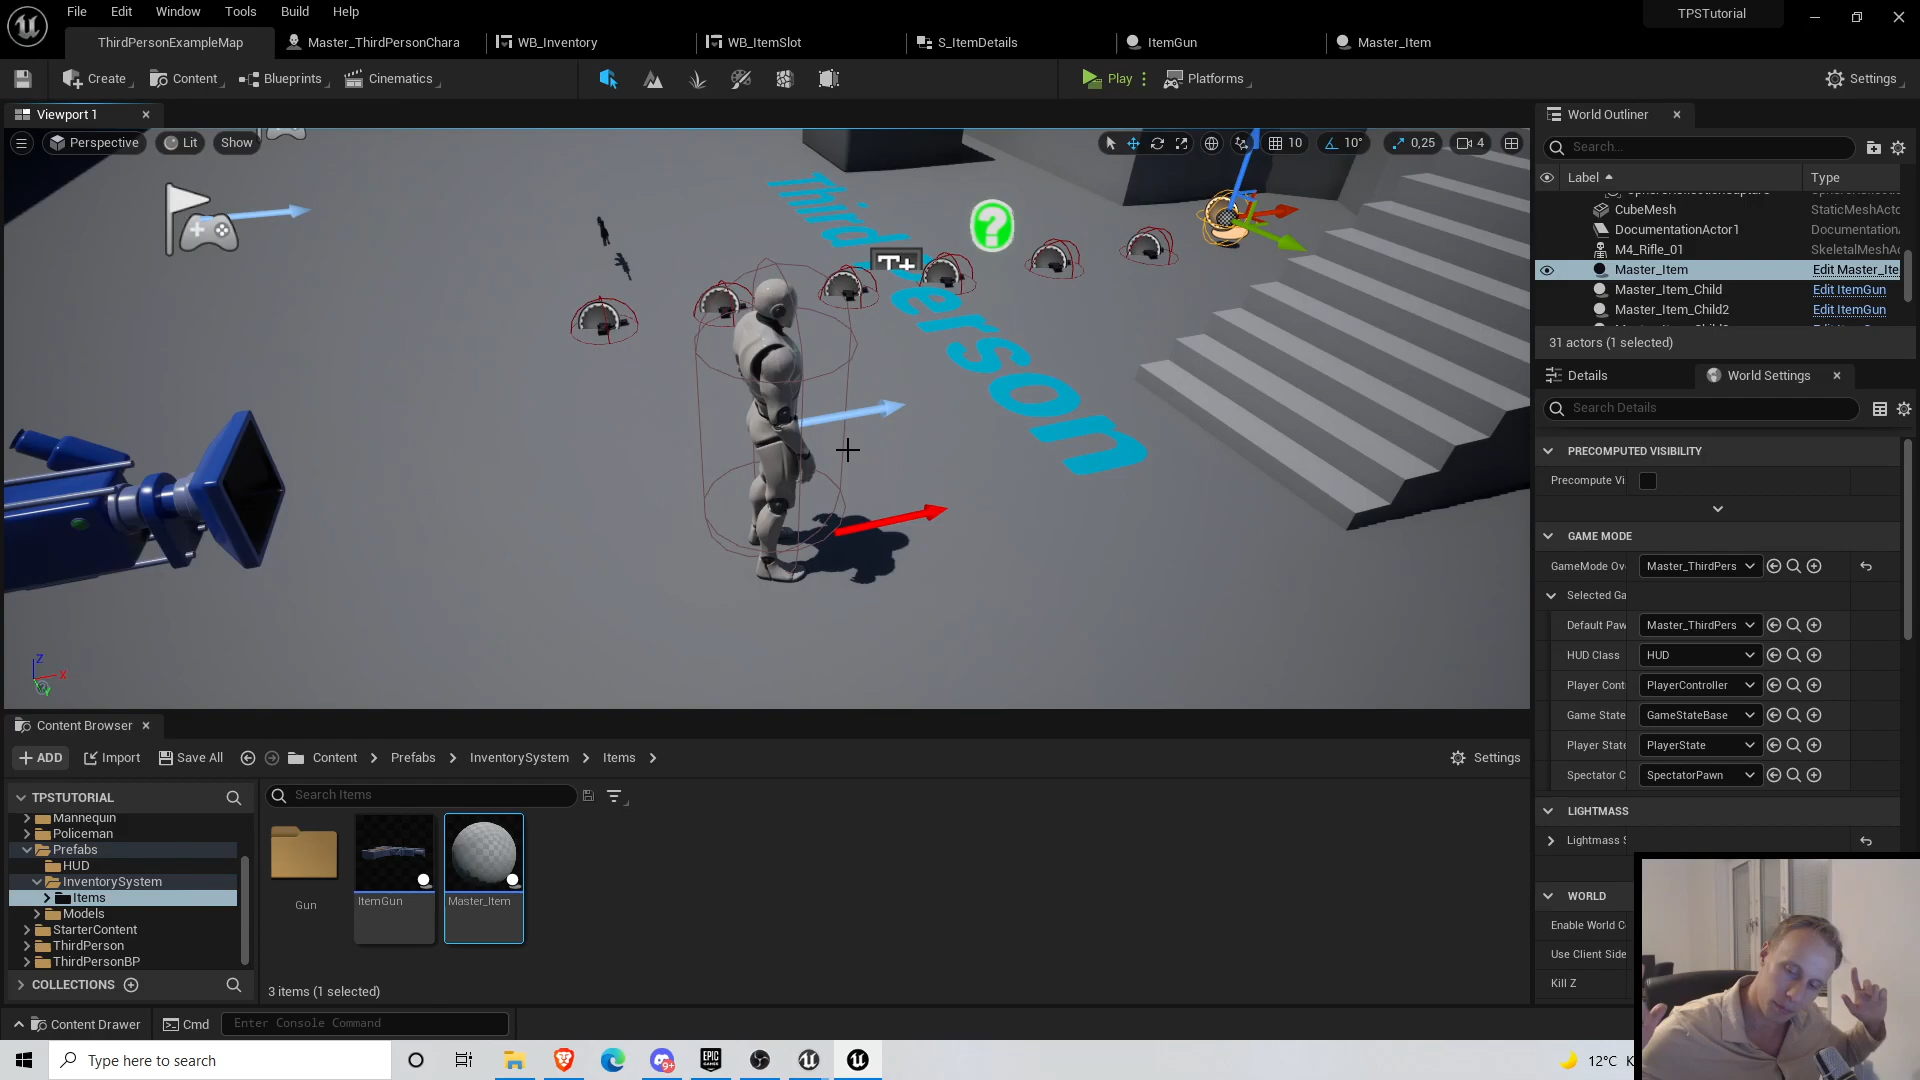 File Edit Window Tools Build Help
TPSTutorial
ThirdPersonExampleMap
Master_ThirdPersonChara
WB_Inventory
WB_ItemSlot
S_ItemDetails
ItemGun
Master_Item
Create
Content
Blueprints
Cinematics
Play
Platforms
Settings
Viewport 1
Perspective
Lit
Show
10
10°
0,25
4
ThirdPerson
T+
?
Z
X
World Outliner
Search...
Label
Type
CubeMesh StaticMeshActo
DocumentationActor1 Documentation
M4_Rifle_01 SkeletalMeshAc
Master_Item Edit Master_Ite
Master_Item_Child Edit ItemGun
Master_Item_Child2 Edit ItemGun
31 actors (1 selected)
Details
World Settings
Search Details
PRECOMPUTED VISIBILITY
Precompute Vi
GAME MODE
GameMode Ov Master_ThirdPers
Selected Ga
Default Paw Master_ThirdPers
HUD Class HUD
Player Cont PlayerController
Game State GameStateBase
Player State PlayerState
Spectator C SpectatorPawn
LIGHTMASS
Lightmass S
WORLD
Enable World C
Use Client Side
Kill Z
Content Browser
ADD
Import
Save All
Content
Prefabs
InventorySystem
Items
Settings
TPSTUTORIAL
Mannequin
Policeman
Prefabs
HUD
InventorySystem
Items
Models
StarterContent
ThirdPerson
ThirdPersonBP
COLLECTIONS
Search Items
Gun
ItemGun
Master_Item
3 items (1 selected)
Content Drawer
Cmd
Enter Console Command
Type here to search
9+
EPIC
GAMES
12°C